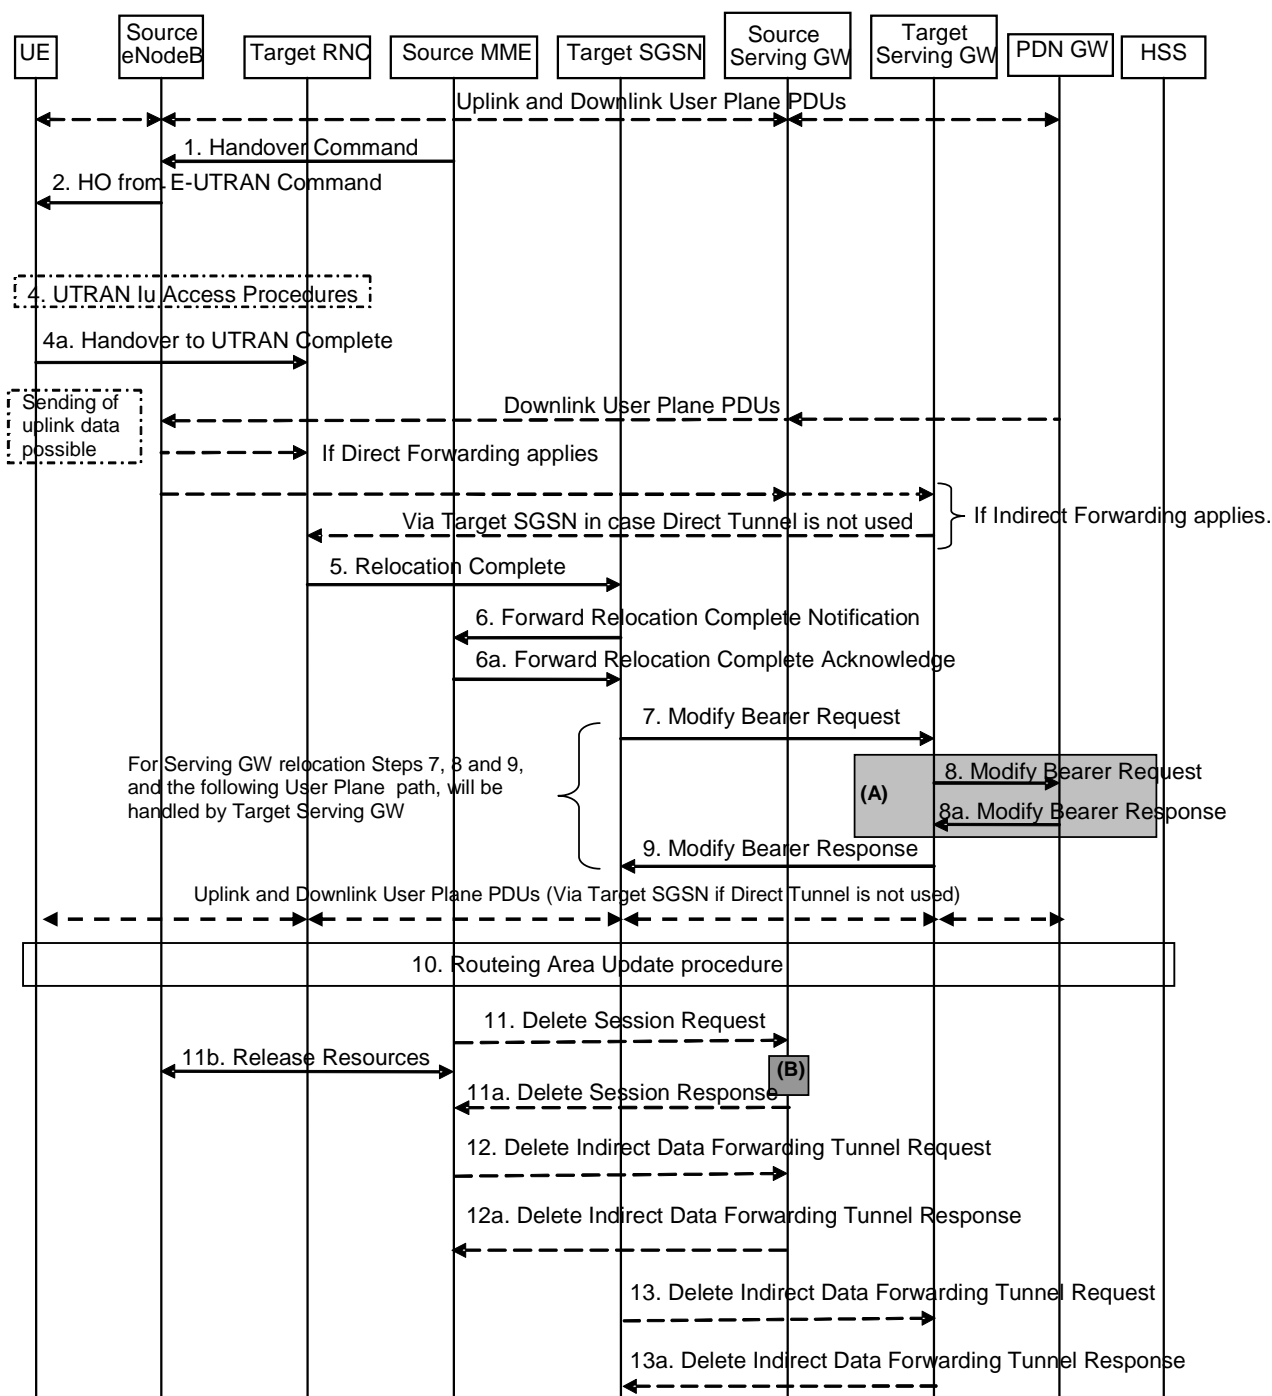 UE
Source
eNodeB
Target RNC
Source MME
Target SGSN
Source
Serving GW
Target
Serving GW
PDN GW
HSS
Uplink and Downlink User Plane PDUs
1. Handover Command
2. HO from E-UTRAN Command
4. UTRAN Iu Access Procedures
4a. Handover to UTRAN Complete
Sending of
uplink data
possible
Downlink User Plane PDUs
If Direct Forwarding applies
Via Target SGSN in case Direct Tunnel is not used
If Indirect Forwarding applies.
5. Relocation Complete
6. Forward Relocation Complete Notification
6a. Forward Relocation Complete Acknowledge
7. Modify Bearer Request
For Serving GW relocation Steps 7, 8 and 9,
and the following User Plane path, will be
handled by Target Serving GW
(A)
8. Modify Bearer Request
8a. Modify Bearer Response
9. Modify Bearer Response
Uplink and Downlink User Plane PDUs (Via Target SGSN if Direct Tunnel is not used)
10. Routeing Area Update procedure
11. Delete Session Request
11b. Release Resources
(B)
11a. Delete Session Response
12. Delete Indirect Data Forwarding Tunnel Request
12a. Delete Indirect Data Forwarding Tunnel Response
13. Delete Indirect Data Forwarding Tunnel Request
13a. Delete Indirect Data Forwarding Tunnel Response